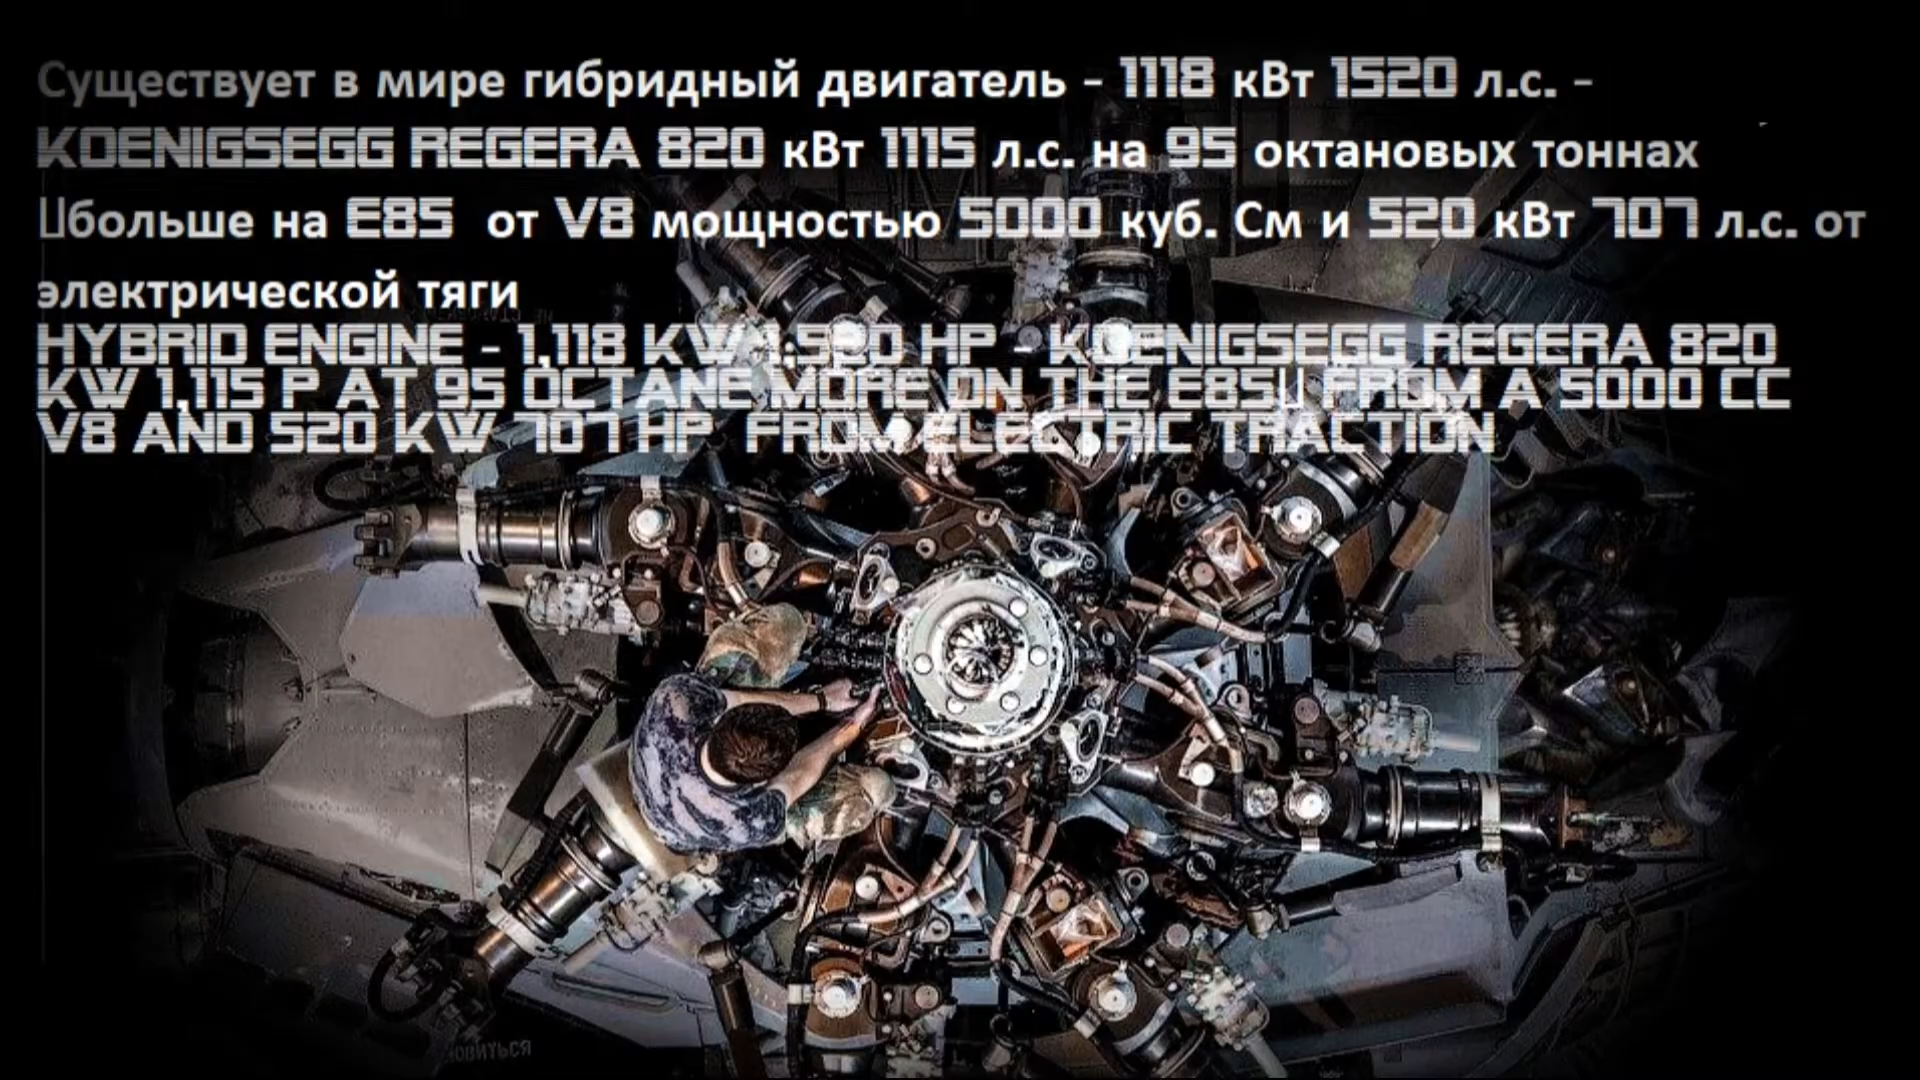 Существует в мире гибридный двигатель - 1118 кВт 1520 л.с. -
KOENIGSEGG REGERA 820 кВт 1115 л.с. на 95 октановых тоннах
больше на E85 от V8 мощностью 5000 куб. См и 520 кВт 707 л.с. от
электрической тяги
HYBRID ENGINE - 1,118 KW 1,520 HP - KOENIGSEGG REGERA 820
KW 1,115 P AT 95 OCTANE MORE ON THE E85 FROM A 5000 CC
V8 AND 520 KW 707 HP FROM ELECTRIC TRACTION